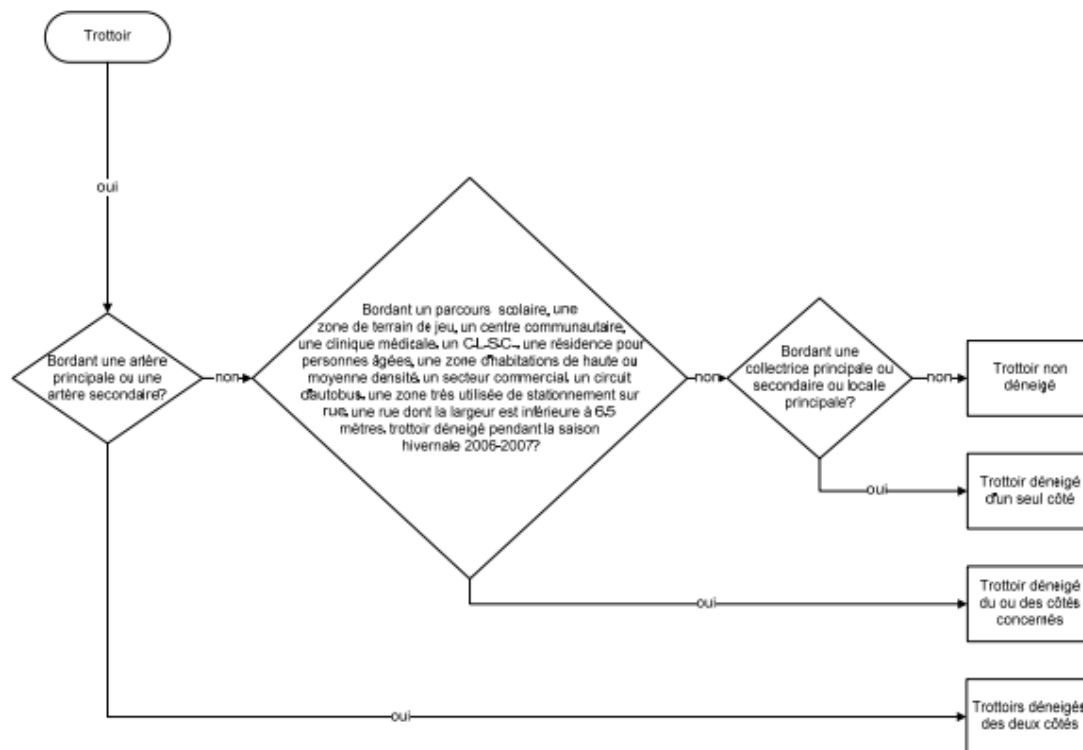 Trottoir
oui
Bordant une artère
principale ou une
artère secondaire?
non
Bordant un parcours scolaire, une
zone de terrain de jeu, un centre communautaire,
une clinique médicale, un C.L.S.C., une résidence pour
personnes âgées, une zone d'habitations de haute ou
moyenne densité, un secteur commercial, un circuit
d'autobus, une zone très utilisée de stationnement sur
rue, une rue dont la largeur est inférieure à 6.5
mètres, trottoir déneigé pendant la saison
hivernale 2006-2007?
non
Bordant une
collectrice principale ou
secondaire ou locale
principale?
non
Trottoir non
déneigé
oui
Trottoir déneigé
d'un seul côté
oui
Trottoir déneigé
du ou des côtés
concernés
oui
Trottoirs déneigés
des deux côtés